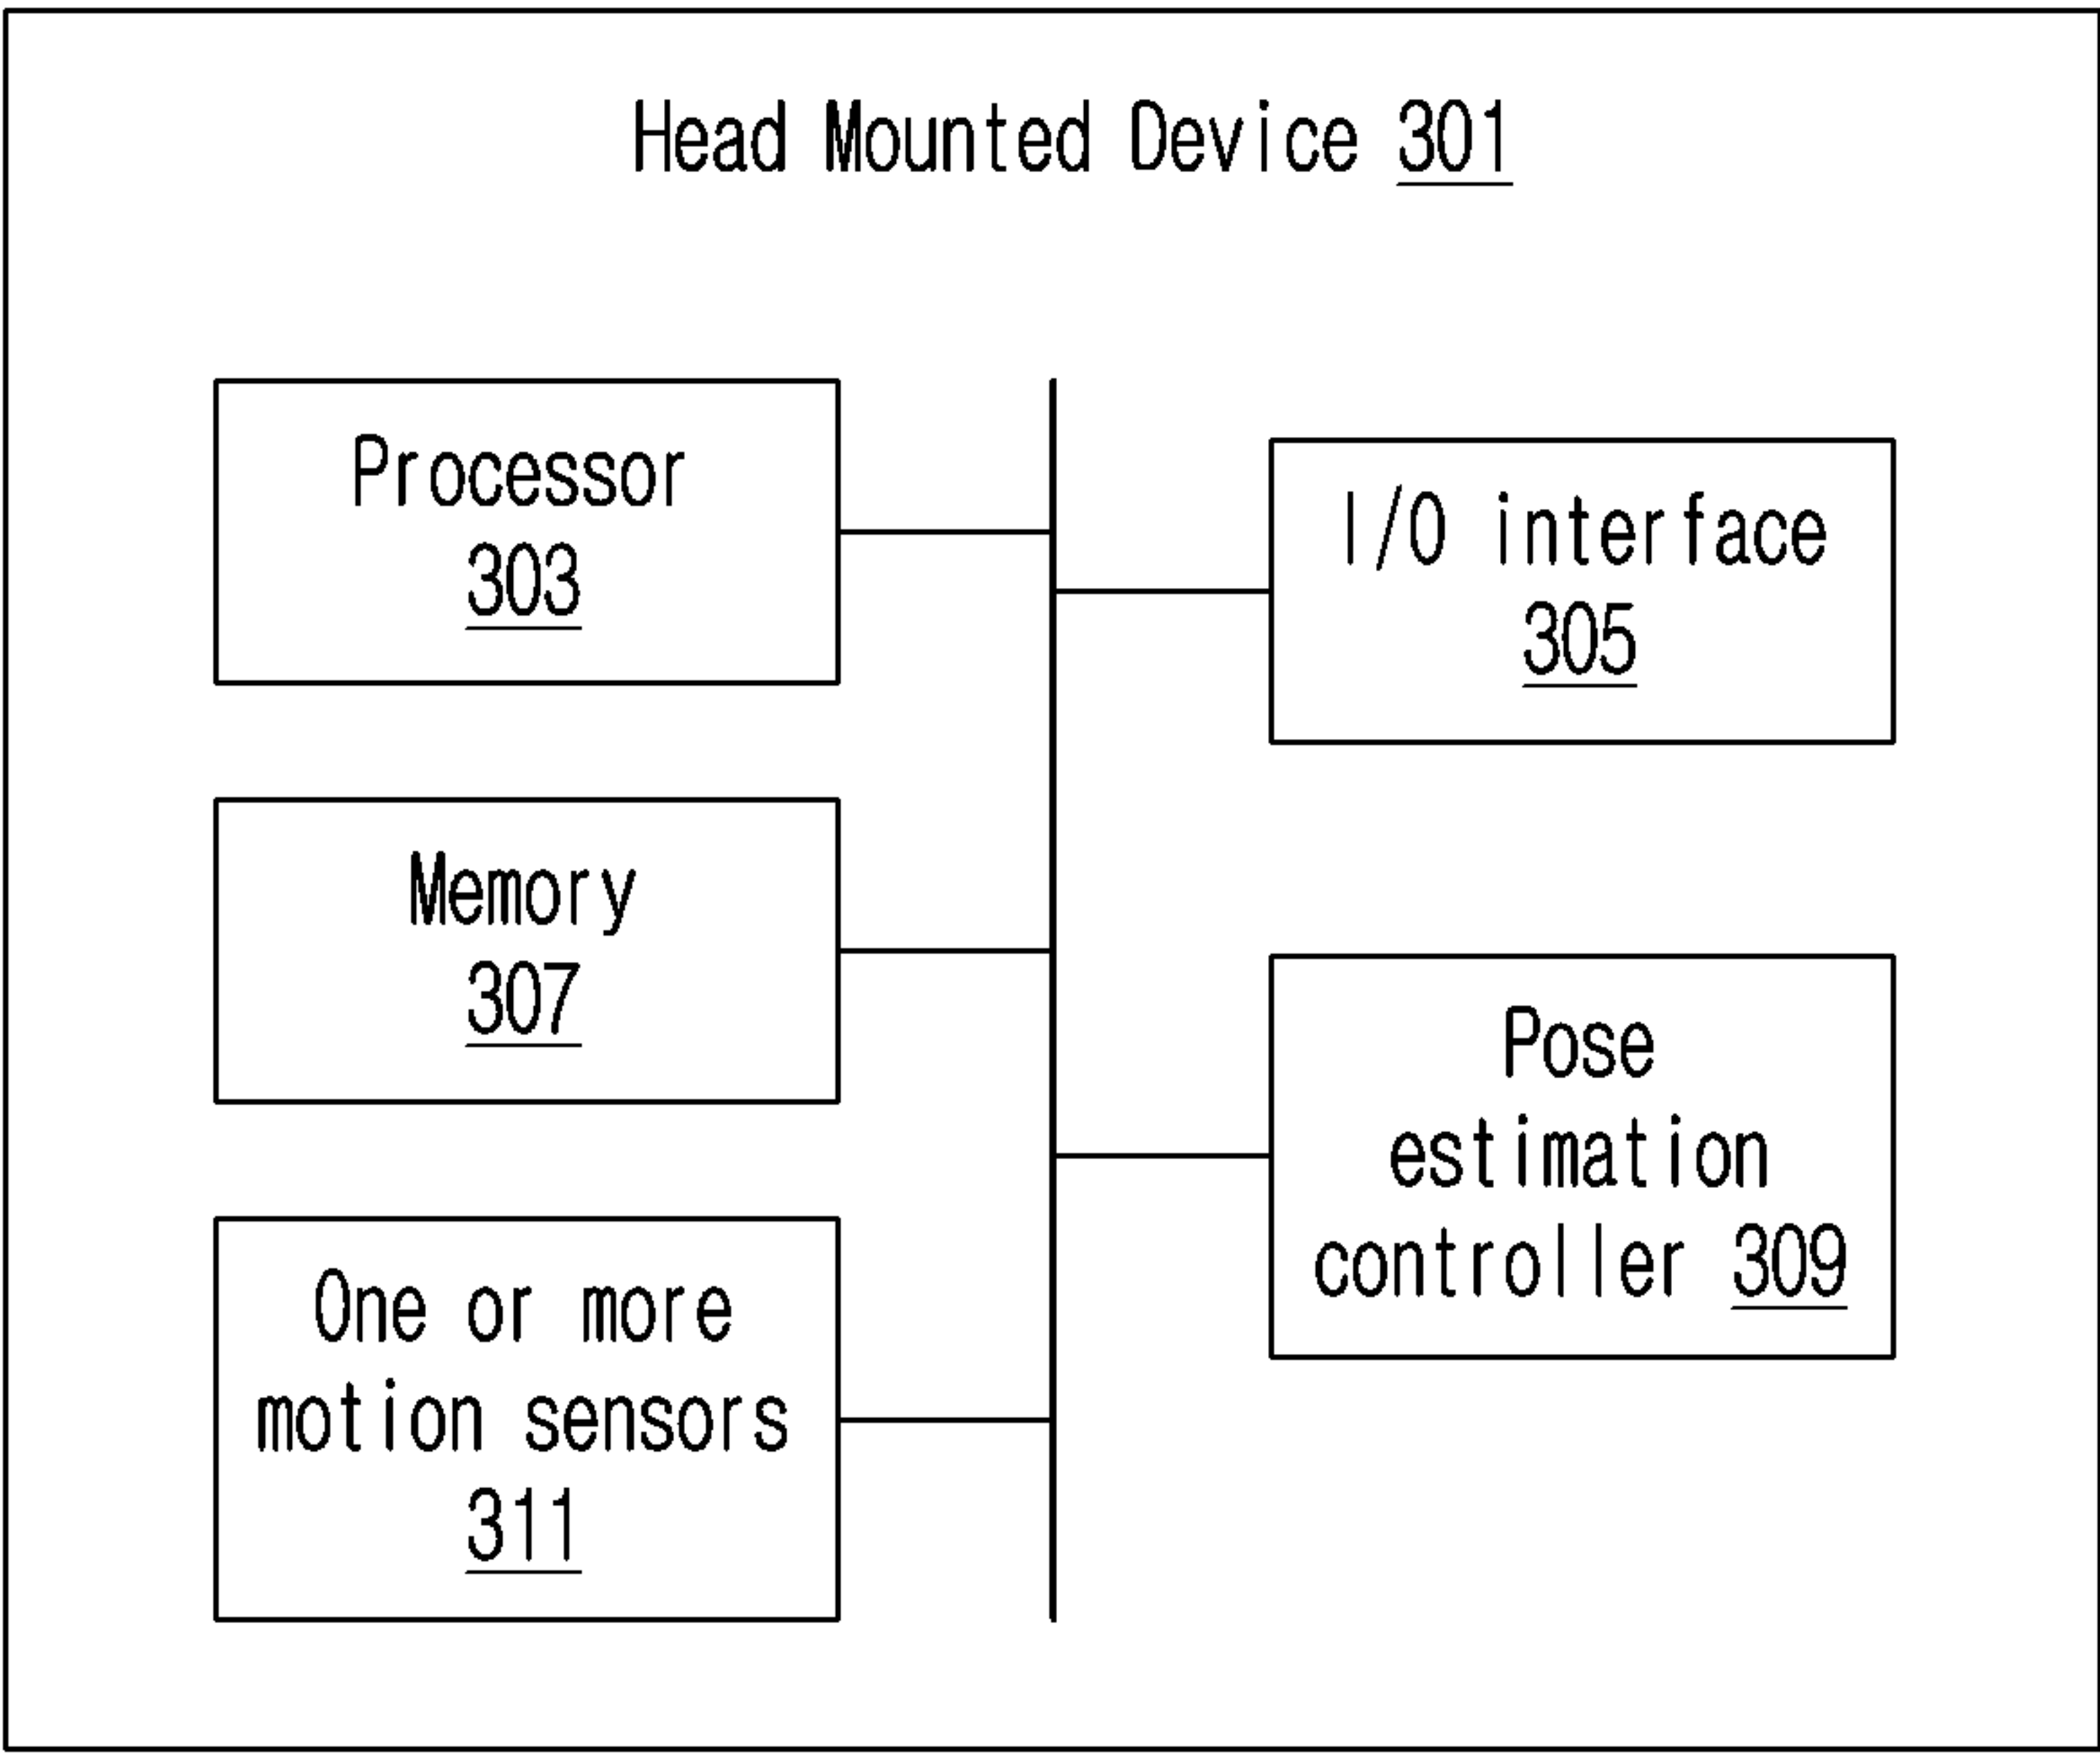 Head Mounted Device 301
Processor
303
I/O interface
305
Memory
307
Pose
estimation
controller 309
One or more
motion sensors
311